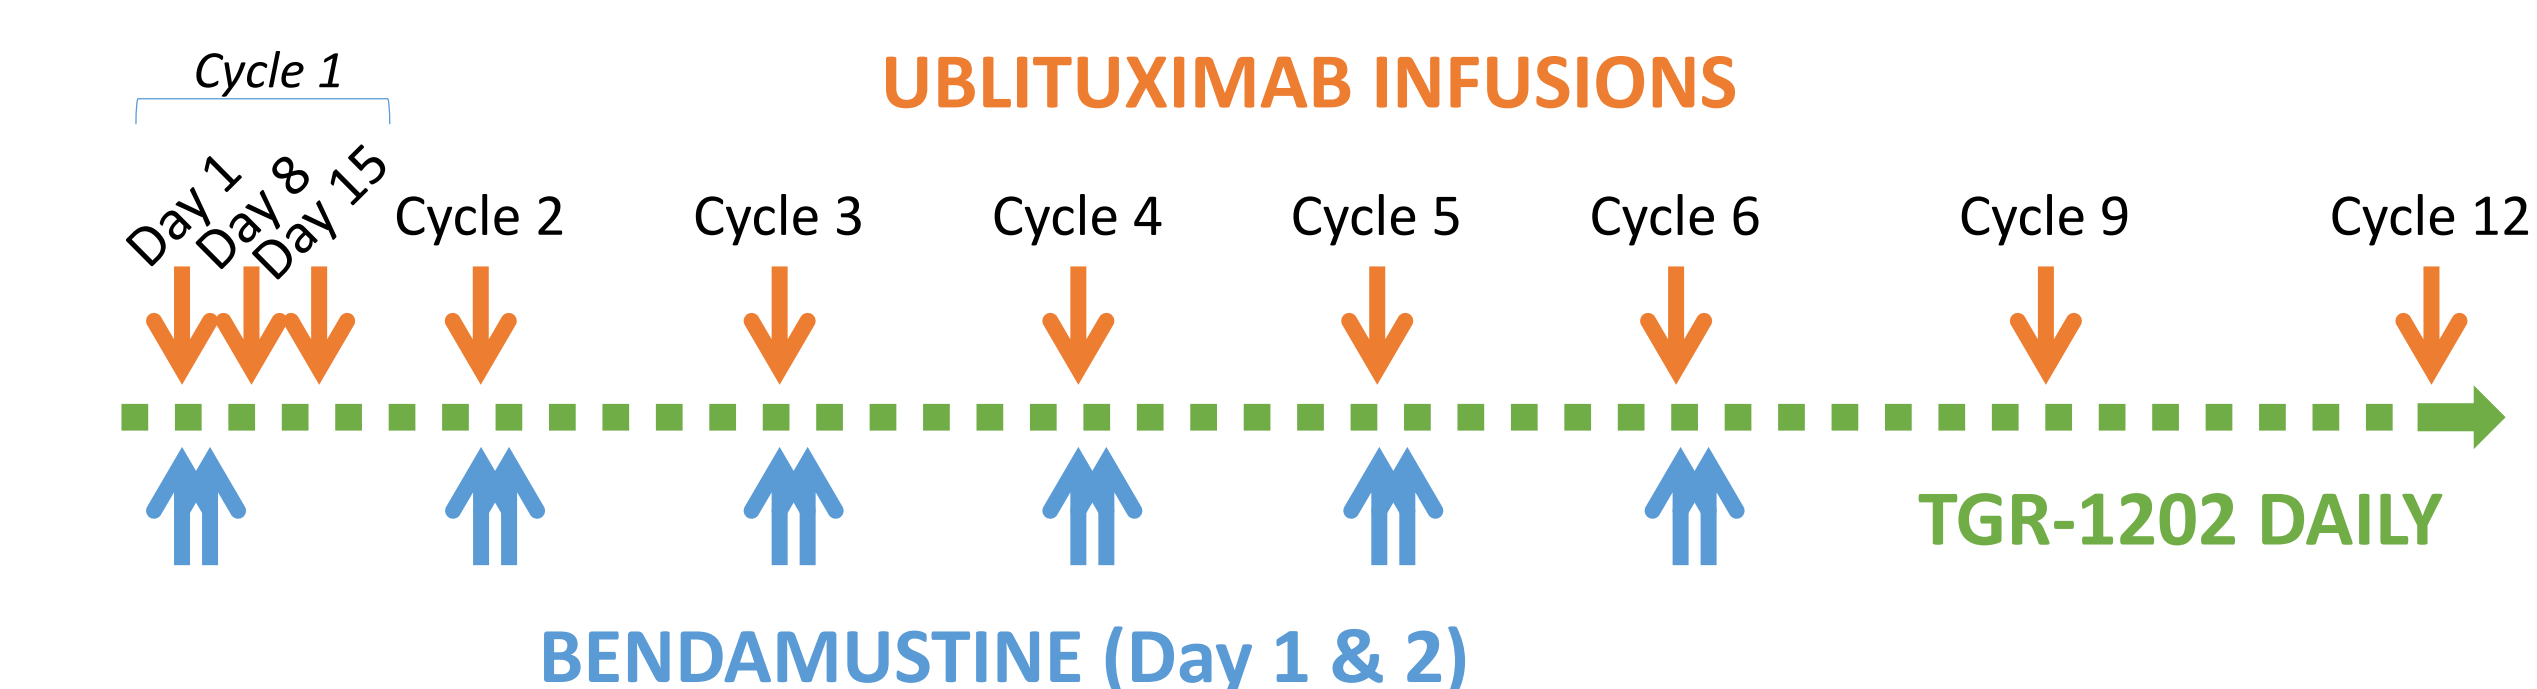 Cycle 1
UBLITUXIMAB INFUSIONS
Day 1
Day 8
Day 15
Cycle 2
Cycle 3
Cycle 4
Cycle 5
Cycle 6
Cycle 9
Cycle 12
TGR-1202 DAILY
BENDAMUSTINE (Day 1 & 2)